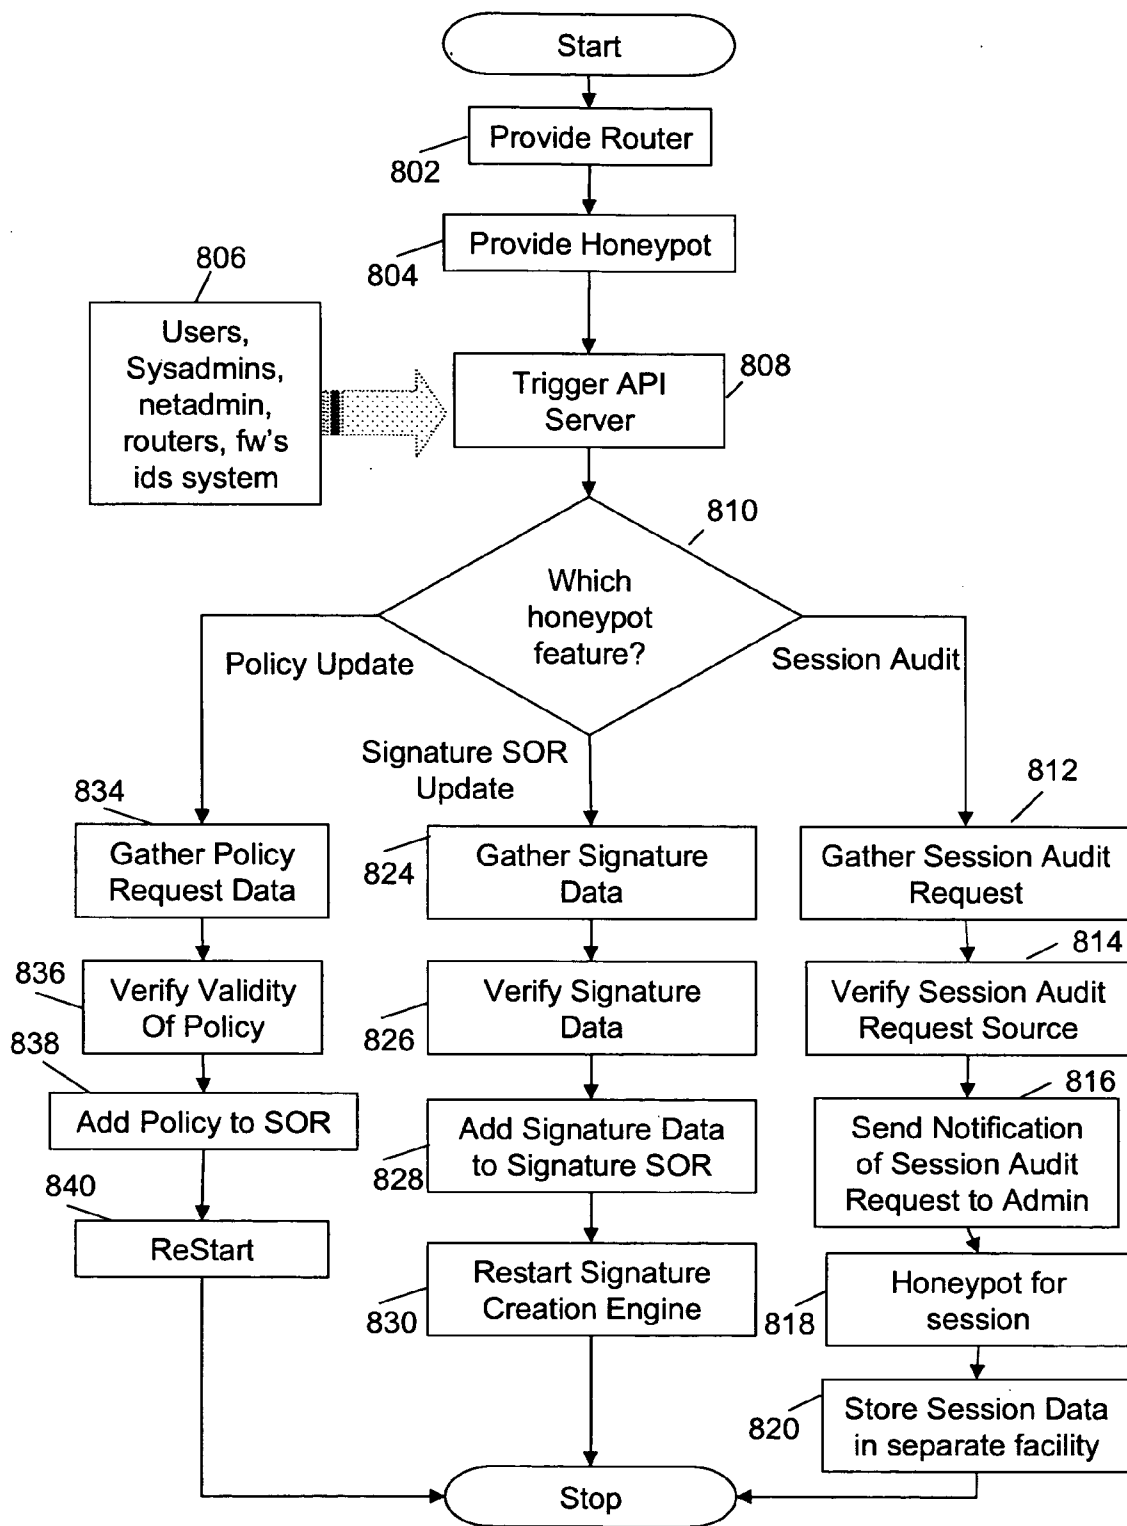 Start
Provide Router
802
Provide Honeypot
804
806
Users,
Sysadmins,
netadmin,
routers, fw's
ids system
Trigger API
Server
808
810
Which
honeypot
feature?
Policy Update
Session Audit
Signature SOR
Update
834
Gather Policy
Request Data
824
Gather Signature
Data
812
Gather Session Audit
Request
836
Verify Validity
Of Policy
826
Verify Signature
Data
814
Verify Session Audit
Request Source
838
Add Policy to SOR
828
Add Signature Data
to Signature SOR
816
Send Notification
of Session Audit
Request to Admin
840
ReStart
830
Restart Signature
Creation Engine
818
Honeypot for
session
820
Store Session Data
in separate facility
Stop